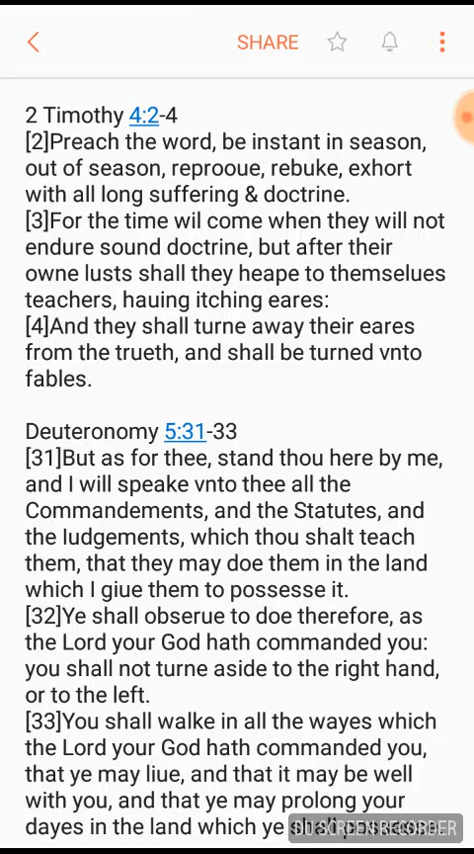 SHARE
2 Timothy 4:2-4
[2]Preach the word, be instant in season,
out of season, reprooue, rebuke, exhort
with all long suffering & doctrine.
[3]For the time wil come when they will not
endure sound doctrine, but after their
owne lusts shall they heape to themselues
teachers, hauing itching eares:
[4]And they shall turne away their eares
from the trueth, and shall be turned vnto
fables.
Deuteronomy 5:31-33
[31]But as for thee, stand thou here by me,
and I will speake vnto thee all the
Commandements, and the Statutes, and
the Iudgements, which thou shalt teach
them, that they may doe them in the land
which I giue them to possesse it.
[32]Ye shall obserue to doe therefore, as
the Lord your God hath commanded you:
you shall not turne aside to the right hand,
or to the left.
[33]You shall walke in all the wayes which
the Lord your God hath commanded you,
that ye may liue, and that it may be well
with you, and that ye may prolong your
dayes in the land which ye shall possesse.
DU SCREEN RECORDER